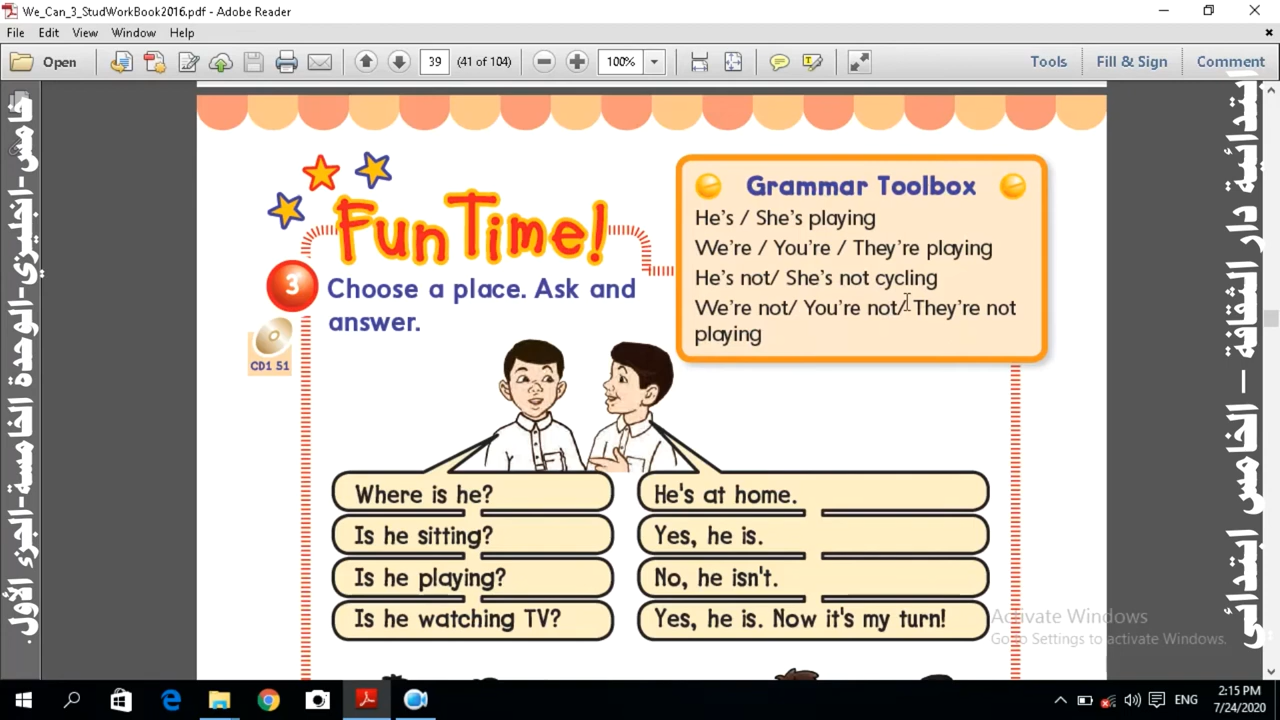 We_Can_3_StudWorkBook2016.pdf - Adobe Reader
File Edit View Window Help
Open 39 (41 of 104) 100% Tools Fill & Sign Comment
Fun Time!
3
Choose a place. Ask and
answer.
CD1 51
Grammar Toolbox
He's / She's playing
We're / You're / They're playing
He's not/ She's not cycling
We're not/ You're not/ They're not
playing
Where is he?
He's at home.
Is he sitting?
Yes, he is.
Is he playing?
No, he isn't.
Is he watching TV?
Yes, he is. Now it's my turn!
خامس-انجليزي-الوحدة الخامسة-الجزء الأول
ابتدائية دار الثقافة – الخامس ابتدائي
Activate Windows
Go to Settings to activate Windows.
ENG
2:15 PM
7/24/2020